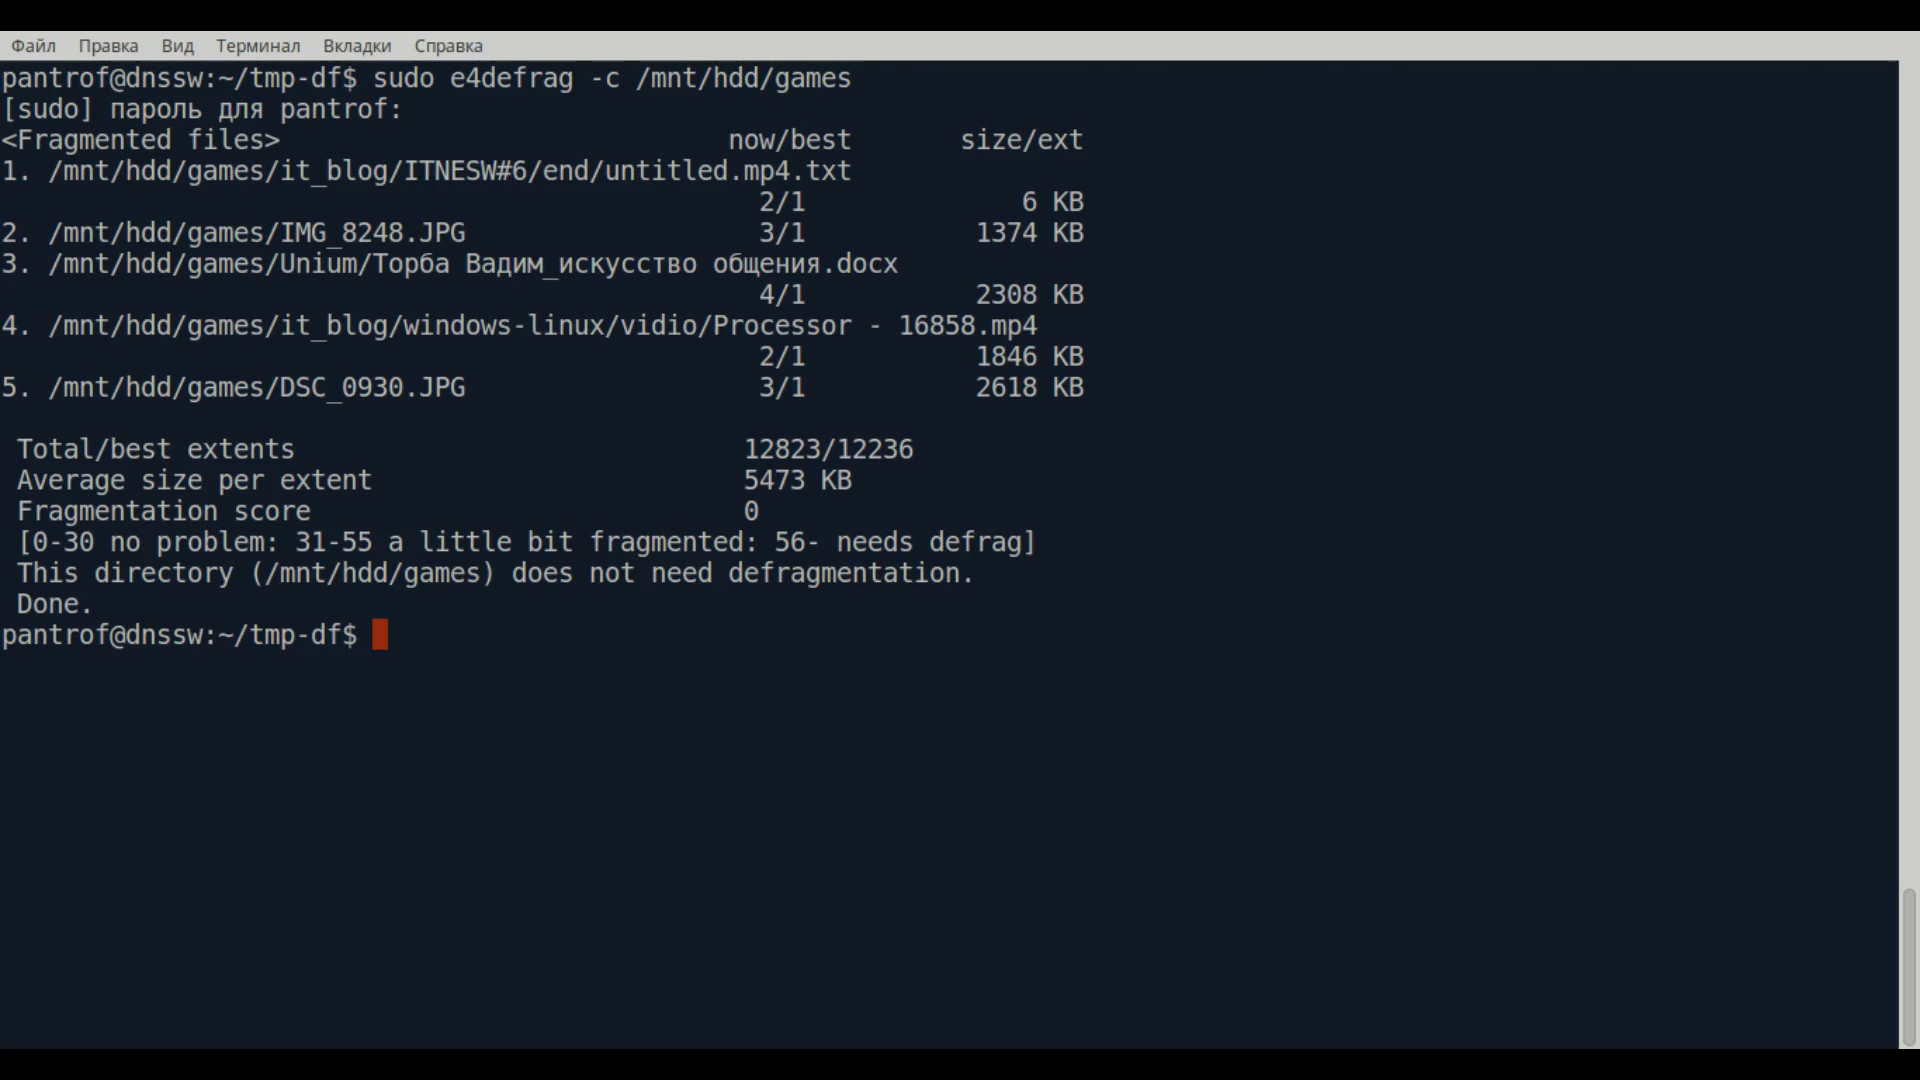 Файл Правка Вид Терминал Вкладки Справка
pantrof@dnssw:~/tmp-df$ sudo e4defrag -c /mnt/hdd/games
[sudo] пароль для pantrof:
<Fragmented files> now/best size/ext
1. /mnt/hdd/games/it_blog/ITNESW#6/end/untitled.mp4.txt
2/1 6 KB
2. /mnt/hdd/games/IMG_8248.JPG 3/1 1374 KB
3. /mnt/hdd/games/Unium/Торба Вадим_искусство общения.docx
4/1 2308 KB
4. /mnt/hdd/games/it_blog/windows-linux/vidio/Processor - 16858.mp4
2/1 1846 KB
5. /mnt/hdd/games/DSC_0930.JPG 3/1 2618 KB
Total/best extents 12823/12236
Average size per extent 5473 KB
Fragmentation score 0
[0-30 no problem: 31-55 a little bit fragmented: 56- needs defrag]
This directory (/mnt/hdd/games) does not need defragmentation.
Done.
pantrof@dnssw:~/tmp-df$